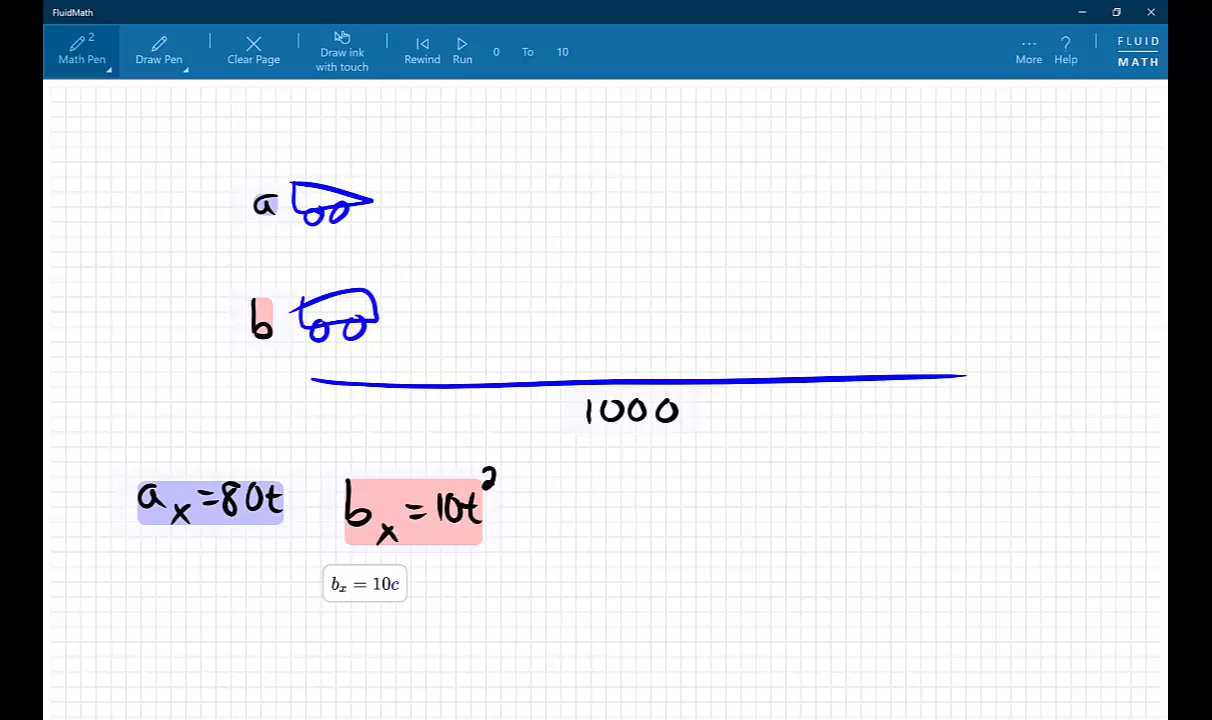 FluidMath
2
Math Pen
Draw Pen
Clear Page
Draw ink with touch
Rewind
Run
0
To
10
More
Help
FLUID MATH
a
b
1000
aₓ=80t
bₓ=10t²
bₓ = 10c